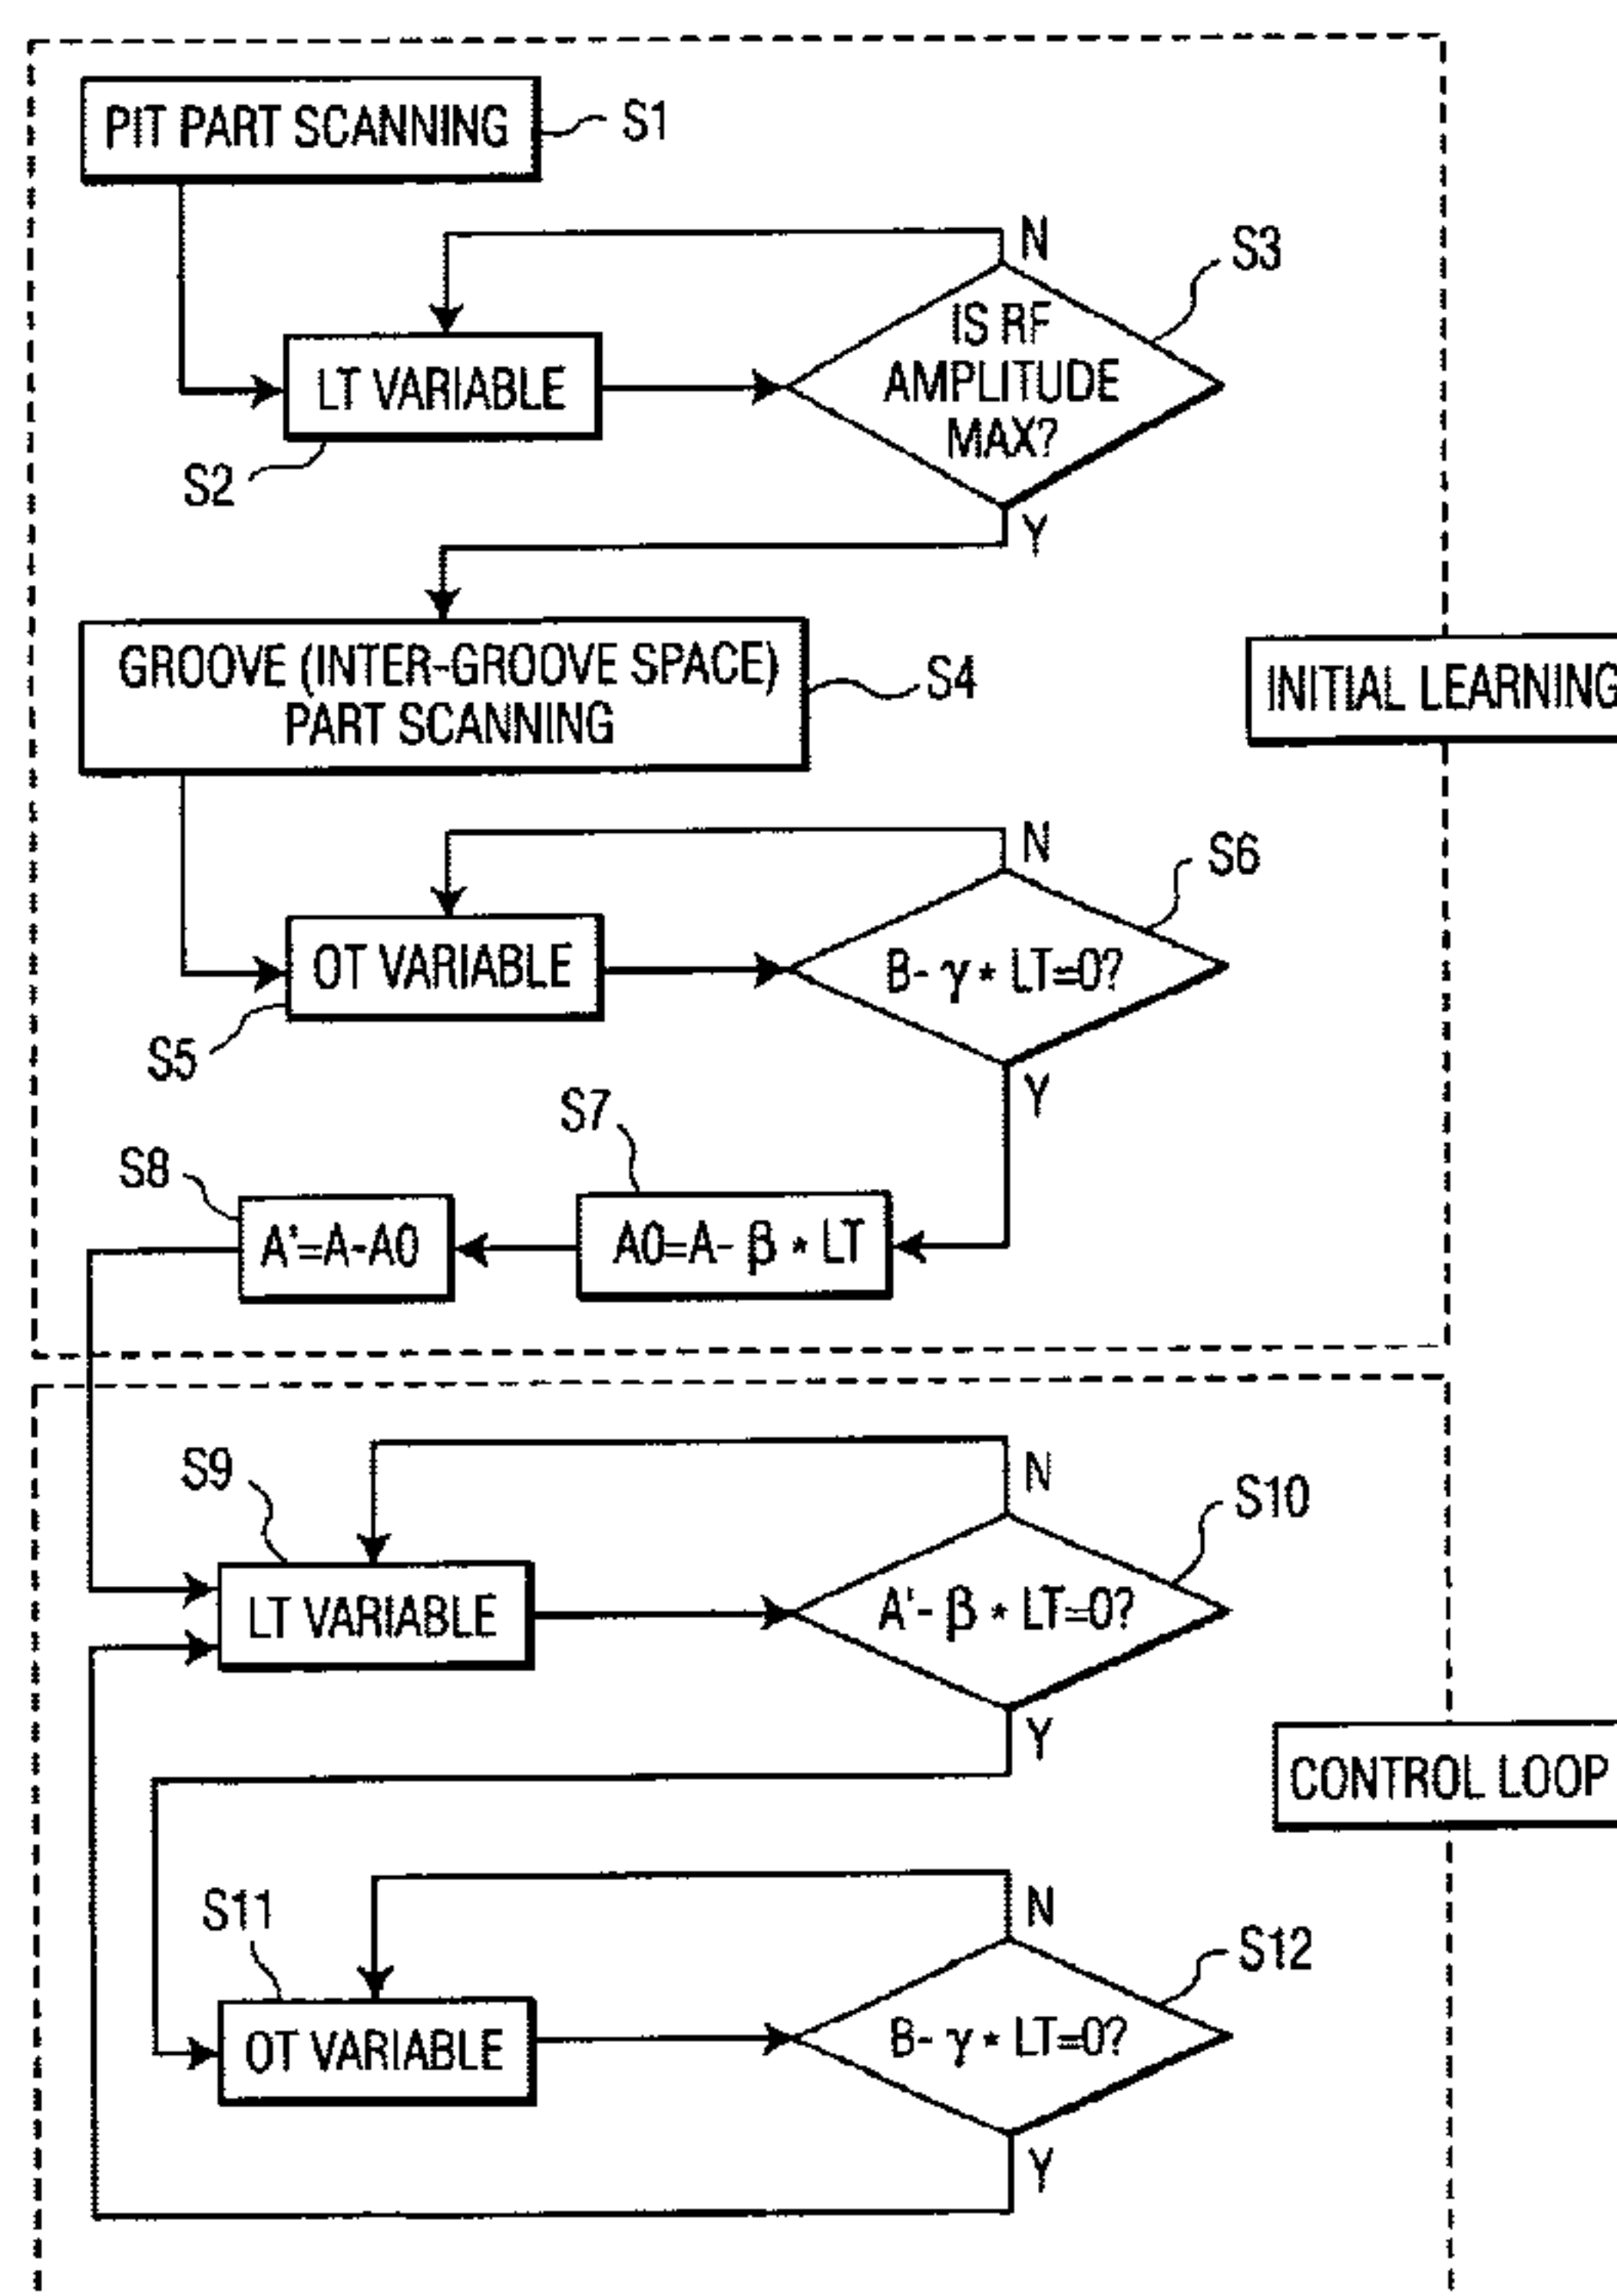 PIT PART SCANNING
S1
N
S3
IS RF
AMPLITUDE
MAX?
LT VARIABLE
S2
Y
GROOVE (INTER-GROOVE SPACE)
PART SCANNING
S4
INITIAL LEARNING
N
S6
OT VARIABLE
B- γ * LT=0?
S5
Y
S7
S8
A'=A-A0
A0=A- β * LT
S9
N
S10
LT VARIABLE
A'- β * LT=0?
Y
CONTROL LOOP
S11
N
S12
OT VARIABLE
B- γ * LT=0?
Y